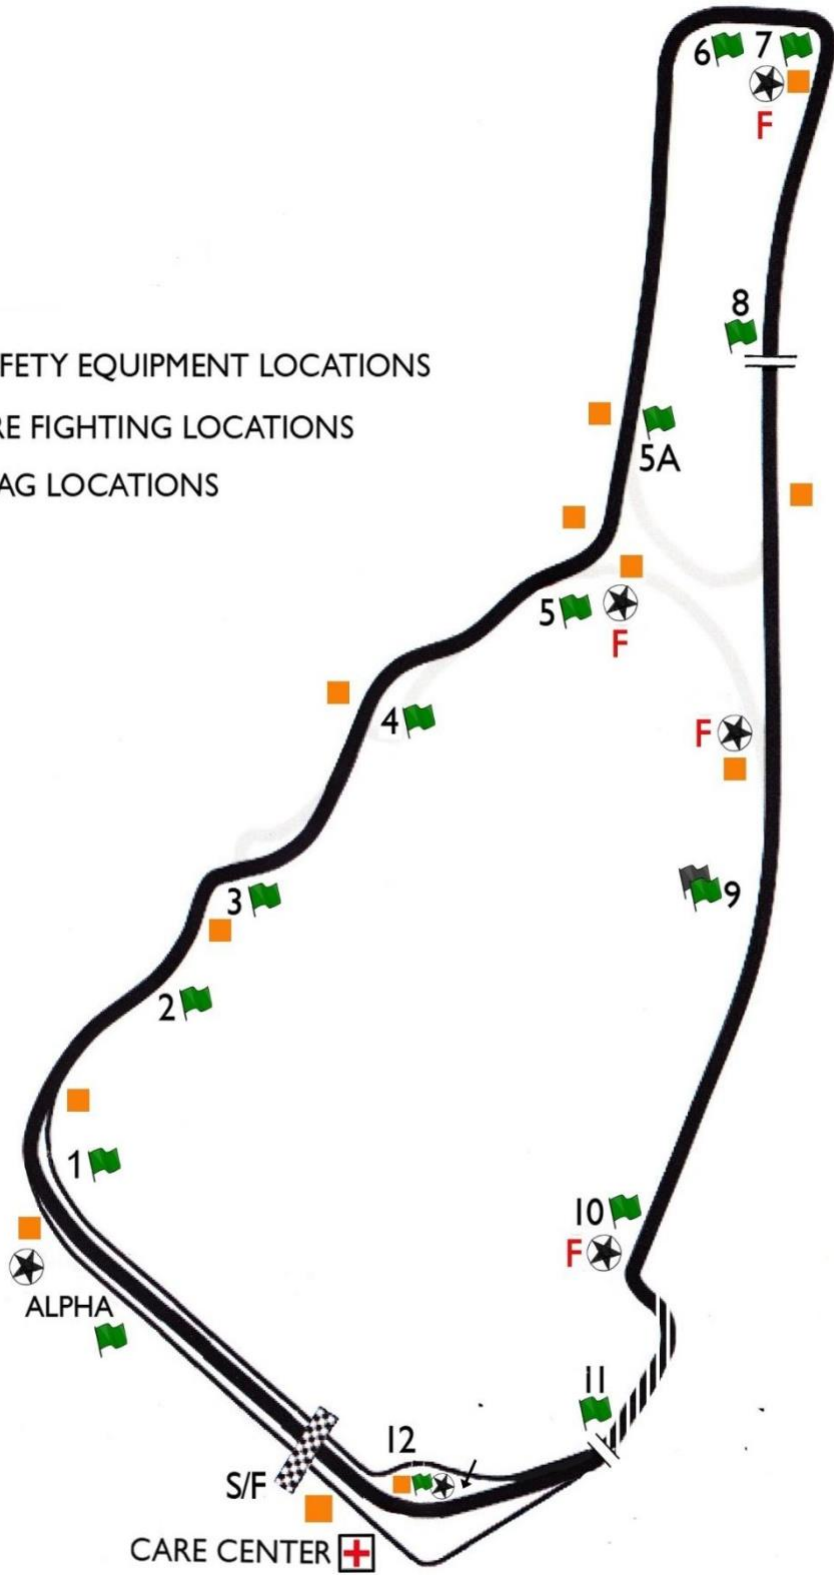 6 7
F
8
FETY EQUIPMENT LOCATIONS
RE FIGHTING LOCATIONS
5A
AG LOCATIONS
5
F
4
F
9
3
2
1
10
F
ALPHA
11
12
S/F
CARE CENTER